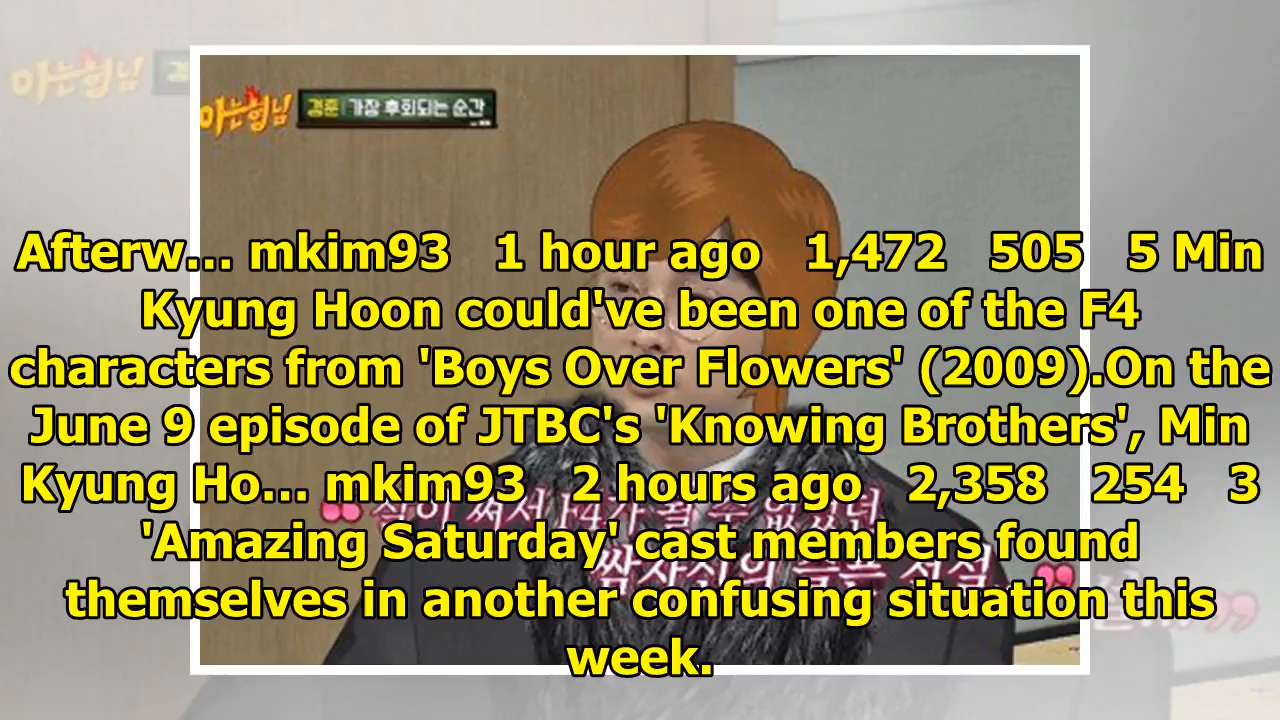 아는형님
경훈 가장 후회되는 순간
Afterw... mkim93 1 hour ago 1,472 505 5 Min
Kyung Hoon could've been one of the F4
characters from 'Boys Over Flowers' (2009).On the
June 9 episode of JTBC's 'Knowing Brothers', Min
Kyung Ho... mkim93 2 hours ago 2,358 254 3
'Amazing Saturday' cast members found
themselves in another confusing situation this
week.